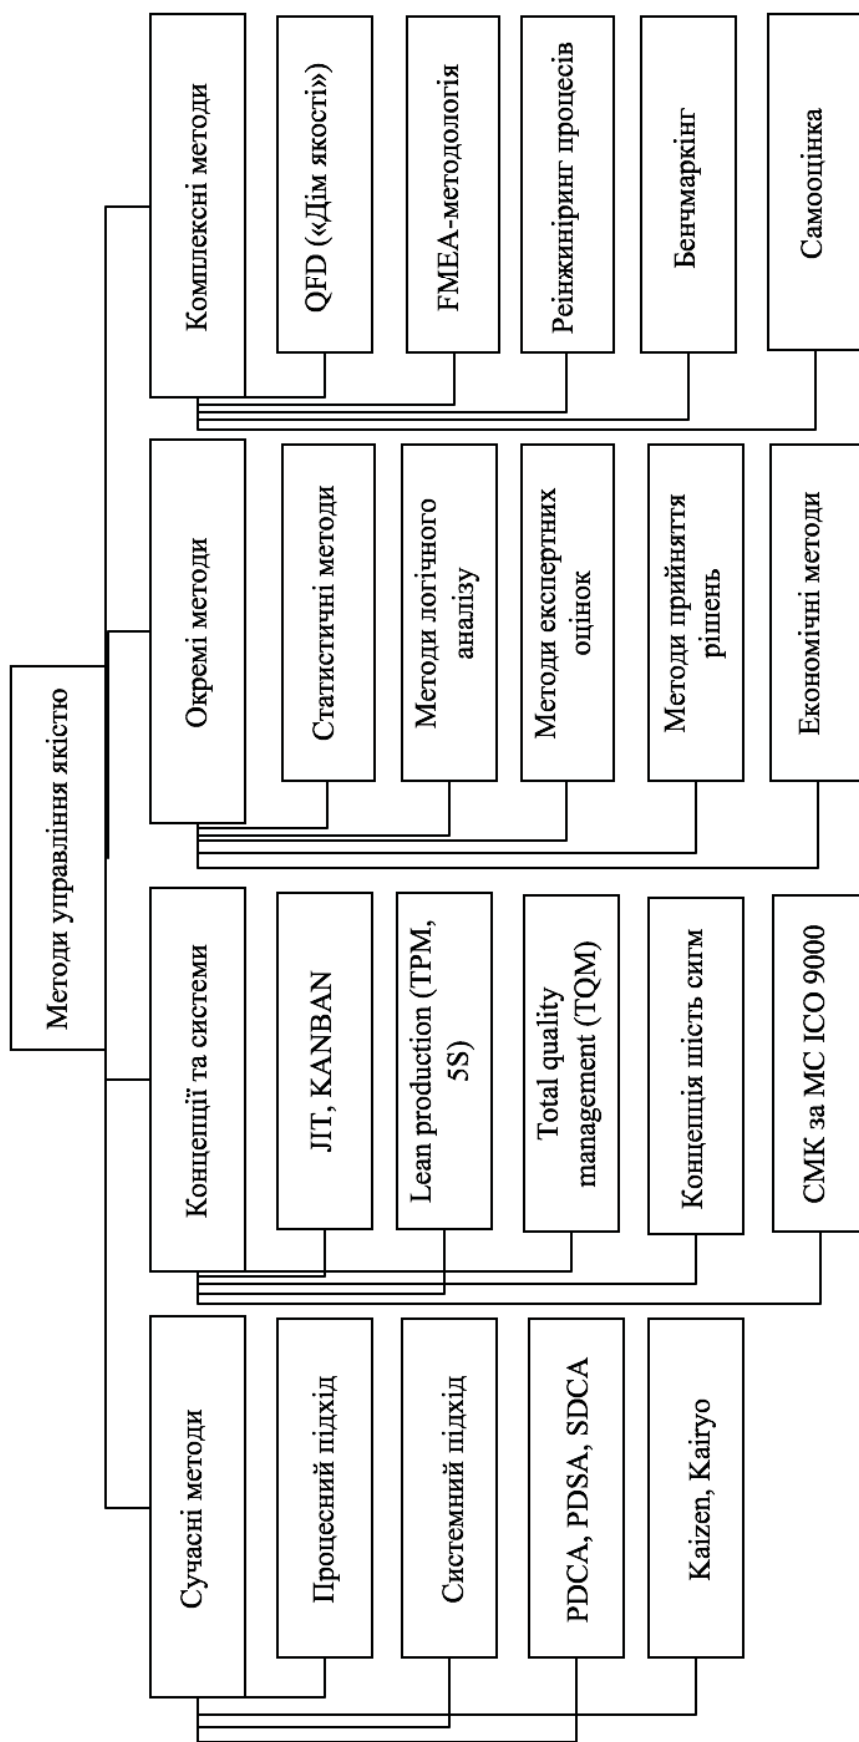 Методи управління якістю
Сучасні методи
Процесний підхід
Системний підхід
PDCA, PDSA, SDCA
Kaizen, Kairyo
Концепції та системи
JIT, KANBAN
Lean production (TPM,
5S)
Total quality
management (TQM)
Концепція шість сигм
СМК за МС ІСО 9000
Окремі методи
Статистичні методи
Методи логічного
аналізу
Методи експертних
оцінок
Методи прийняття
рішень
Економічні методи
Комплексні методи
QFD («Дім якості»)
FMEA-методологія
Реінжиніринг процесів
Бенчмаркінг
Самооцінка